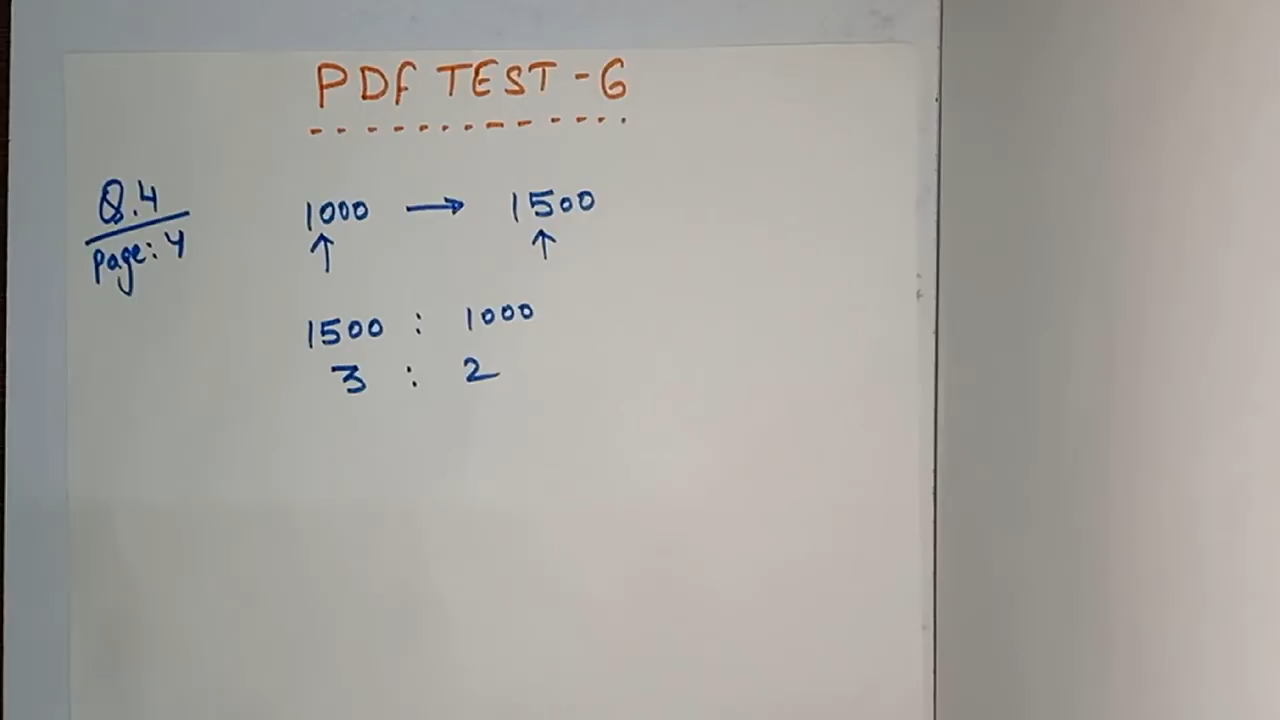 PDF TEST - 6
Q.4
Page: 4
1000 → 1500
↑ ↑
1500 : 1000
3 : 2